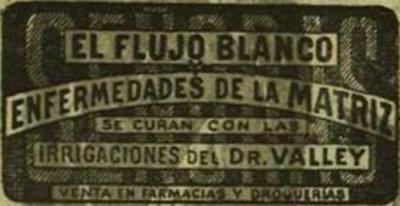 SEÑORAS
EL FLUJO BLANCO
Y
ENFERMEDADES DE LA MATRIZ
SE CURAN CON LAS
IRRIGACIONES DEL DR. VALLEY
VENTA EN FARMACIAS Y DROGUERIAS